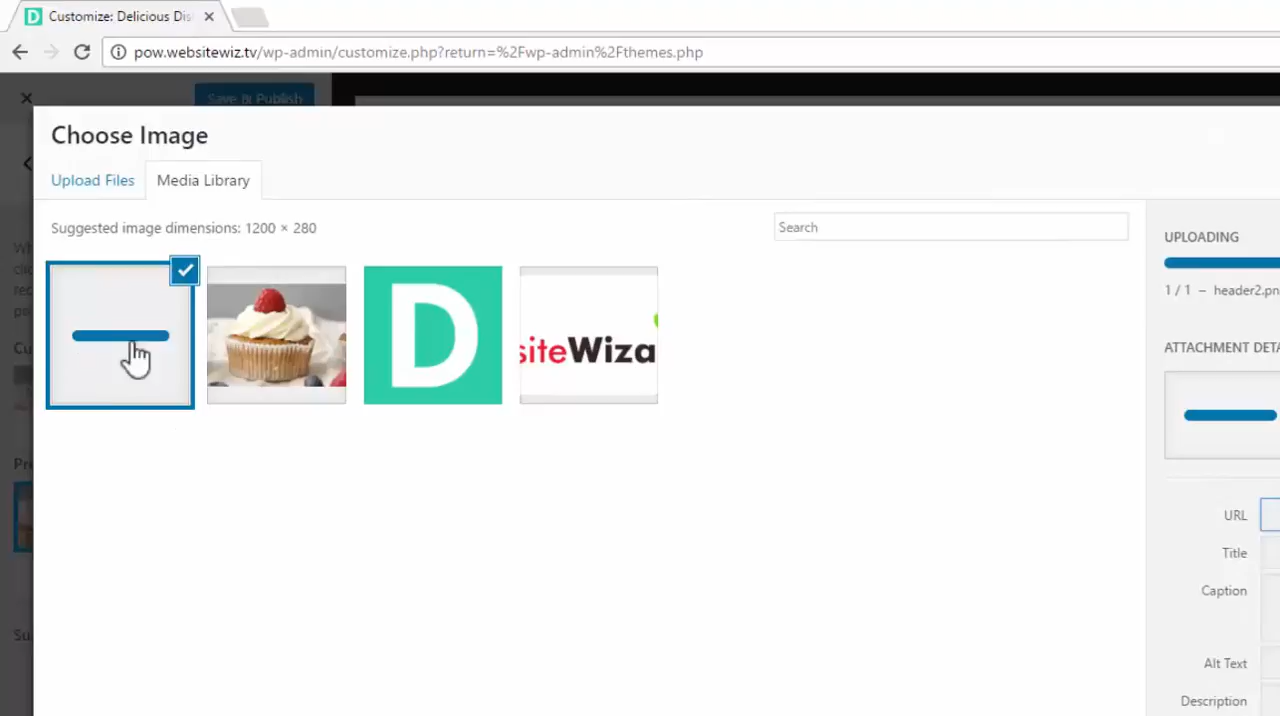 D Customize: Delicious Dis
pow.websitewiz.tv/wp-admin/customize.php?return=%2Fwp-admin%2Fthemes.php
Save & Publish
Choose Image
Upload Files Media Library
Suggested image dimensions: 1200 × 280
Search
UPLOADING
1 / 1 – header2.pn
D
siteWiza
ATTACHMENT DETA
URL
Title
Caption
Alt Text
Description